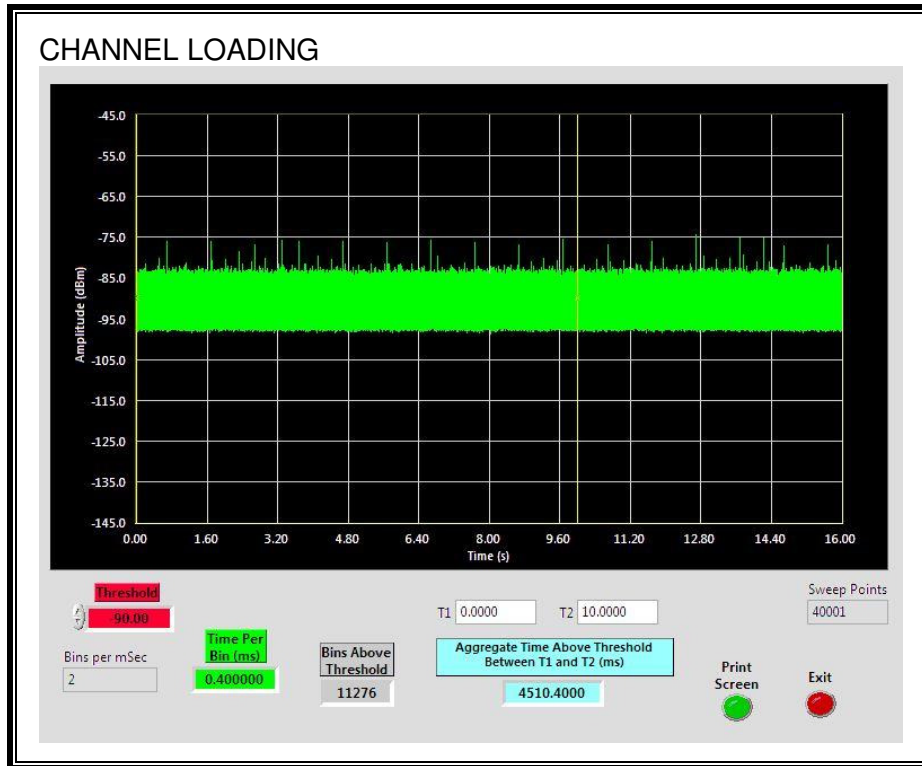 CHANNEL LOADING
-45.0
-55.0
-65.0
-75.0
-85.0
-95.0
-105.0
-115.0
-125.0
-135.0
-145.0
Amplitude (dBm)
0.00 1.60 3.20 4.80 6.40 8.00 9.60 11.20 12.80 14.40 16.00
Time (s)
Threshold
-90.00
Bins per mSec
2
Time Per
Bin (ms)
0.400000
Bins Above
Threshold
11276
T1 0.0000 T2 10.0000
Aggregate Time Above Threshold
Between T1 and T2 (ms)
4510.4000
Sweep Points
40001
Print
Screen
Exit